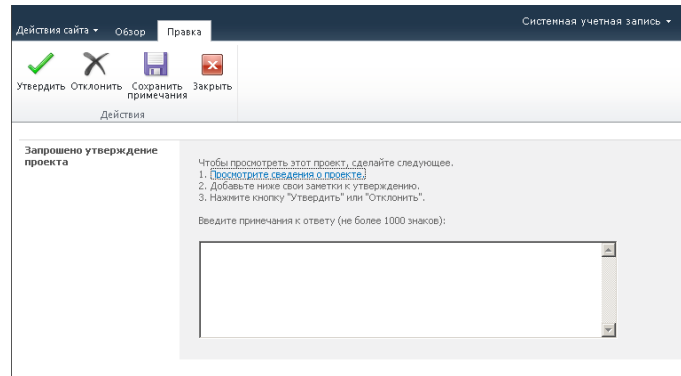 Системная учетная запись
Действия сайта Обзор Правка
Утвердить Отклонить Сохранить примечания Закрыть
Действия
Запрошено утверждение
проекта
Чтобы просмотреть этот проект, сделайте следующее.
1. Просмотрите сведения о проекте.
2. Добавьте ниже свои заметки к утверждению.
3. Нажмите кнопку "Утвердить" или "Отклонить".
Введите примечания к ответу (не более 1000 знаков):